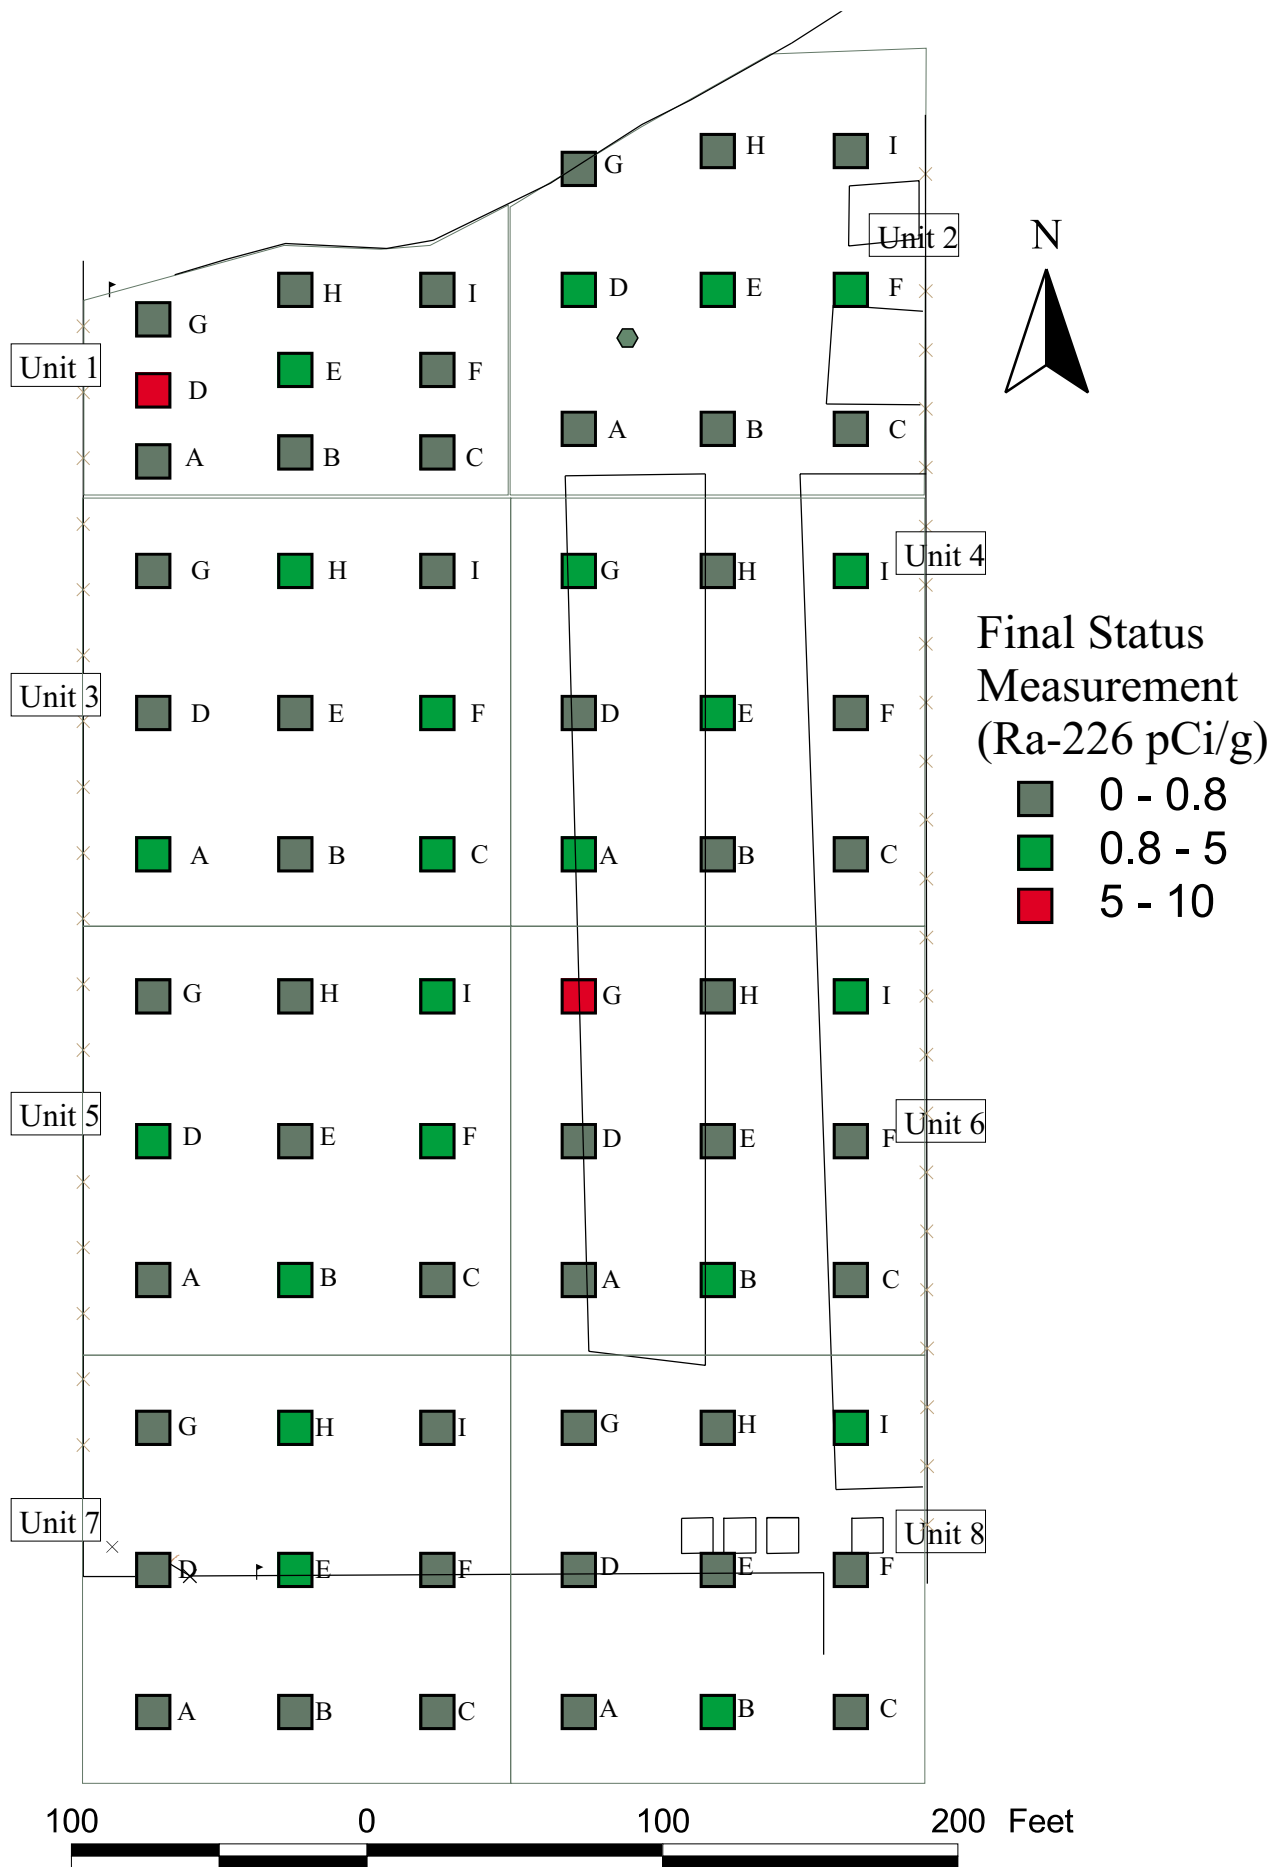 G H I
Unit 2
N
H I
D E F
G
Unit 1
E F
D
A B C
A B C
Unit 4
G H I G H I
Final Status
Measurement
(Ra-226 pCi/g)
0 - 0.8
0.8 - 5
5 - 10
Unit 3
D E F D E F
A B C A B C
G H I G H I
Unit 5
Unit 6
D E F D E F
A B C A B C
G H I G H I
Unit 7
Unit 8
D E F D E F
A B C A B C
100 0 100 200 Feet